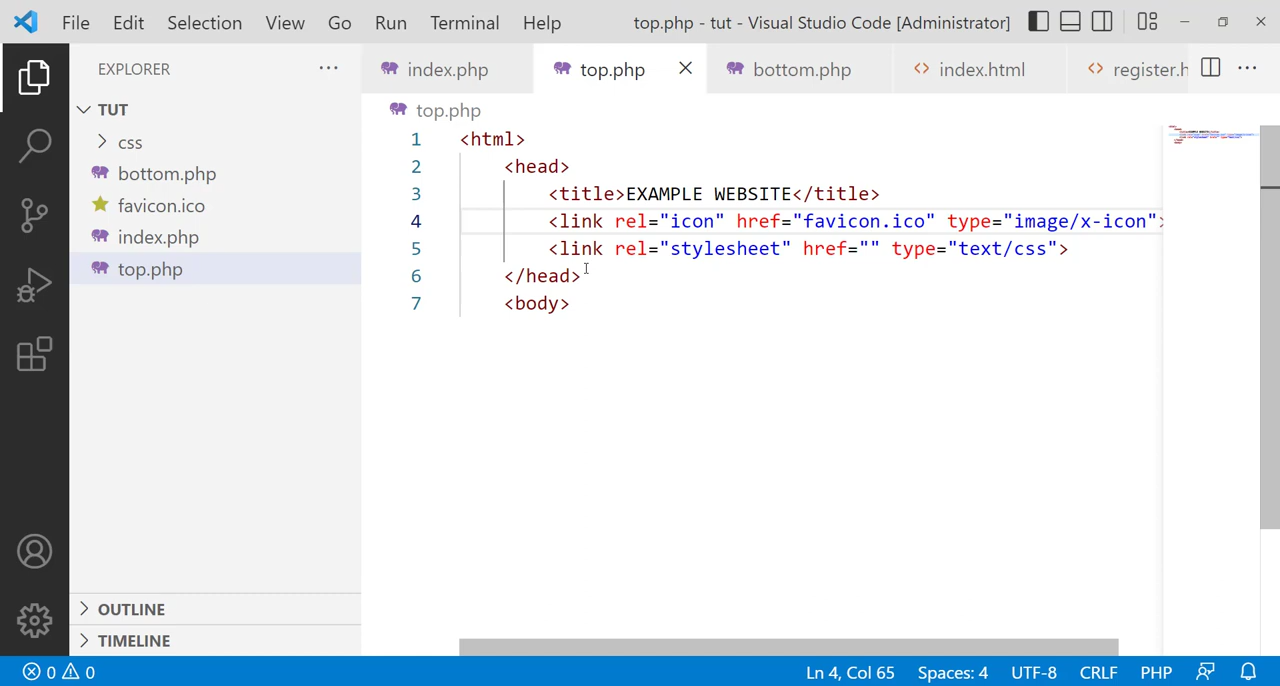 File Edit Selection View Go Run Terminal Help top.php - tut - Visual Studio Code [Administrator]
EXPLORER
TUT
css
bottom.php
favicon.ico
index.php
top.php
OUTLINE
TIMELINE
index.php top.php bottom.php index.html register.h
top.php
1 <html>
2 <head>
3 <title>EXAMPLE WEBSITE</title>
4 <link rel="icon" href="favicon.ico" type="image/x-icon">
5 <link rel="stylesheet" href="" type="text/css">
6 </head>
7 <body>
0 0 Ln 4, Col 65 Spaces: 4 UTF-8 CRLF PHP